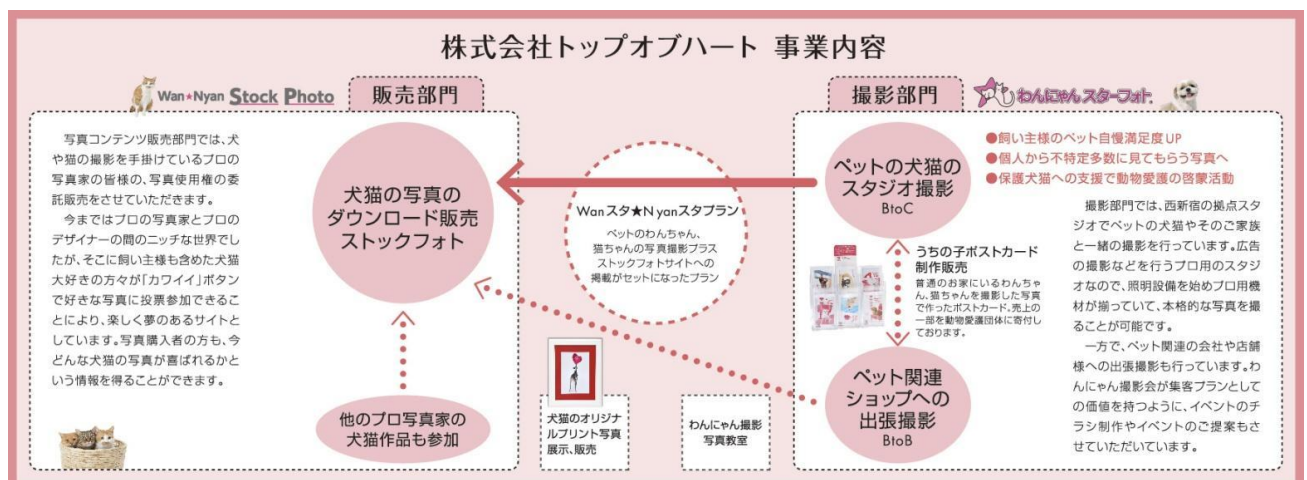 株式会社トップオブハート 事業内容
Wan★Nyan Stock Photo
販売部門
写真コンテンツ販売部門では、犬
や猫の撮影を手掛けているプロの
写真家の皆様の、写真使用権の委
託販売をさせていただきます。
今まではプロの写真家とプロの
デザイナーの間のニッチな世界でし
たが、そこに飼い主様も含めた犬猫
大好きの方々が「カワイイ」ボタン
で好きな写真に投票参加できるこ
とにより、楽しく夢のあるサイトと
しています。写真購入者の方も、今
どんな犬猫の写真が喜ばれるかと
いう情報を得ることができます。
犬猫の写真の
ダウンロード販売
ストックフォト
他のプロ写真家の
犬猫作品も参加
Wanスタ★Nyanスタプラン
ペットのわんちゃん、
猫ちゃんの写真撮影プラス
ストックフォトサイトへの
掲載がセットになったプラン
犬猫のオリジナ
ルプリント写真
展示、販売
わんにゃん撮影
写真教室
撮影部門
わんにゃんスターフォト
ペットの犬猫の
スタジオ撮影
BtoC
うちの子ポストカード
制作販売
普通のお家にいるわんちゃ
ん、猫ちゃんを撮影した写真
で作ったポストカード。売上の
一部を動物愛護団体に寄付し
ております。
ペット関連
ショップへの
出張撮影
BtoB
●飼い主様のペット自慢満足度UP
●個人から不特定多数に見てもらう写真へ
●保護犬猫への支援で動物愛護の啓蒙活動
撮影部門では、西新宿の拠点スタ
ジオでペットの犬猫やそのご家族
と一緒の撮影を行っています。広告
の撮影などを行うプロ用のスタジ
オなので、照明設備を始めプロ用機
材が揃っていて、本格的な写真を撮
ることが可能です。
一方で、ペット関連の会社や店舗
様への出張撮影も行っています。わ
んにゃん撮影会が集客プランとして
の価値を持つように、イベントのチ
ラシ制作やイベントのご提案もさ
せていただいています。